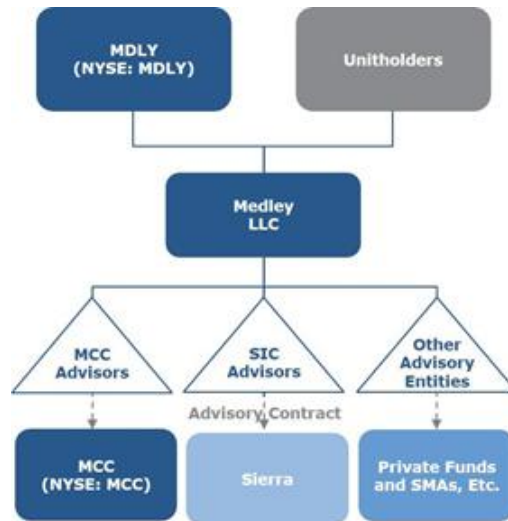 MDLY
(NYSE: MDLY)
Unitholders
Medley
LLC
MCC
Advisors
SIC
Advisors
Other
Advisory
Entities
Advisory Contract
MCC
(NYSE: MCC)
Sierra
Private Funds
and SMAs, Etc.